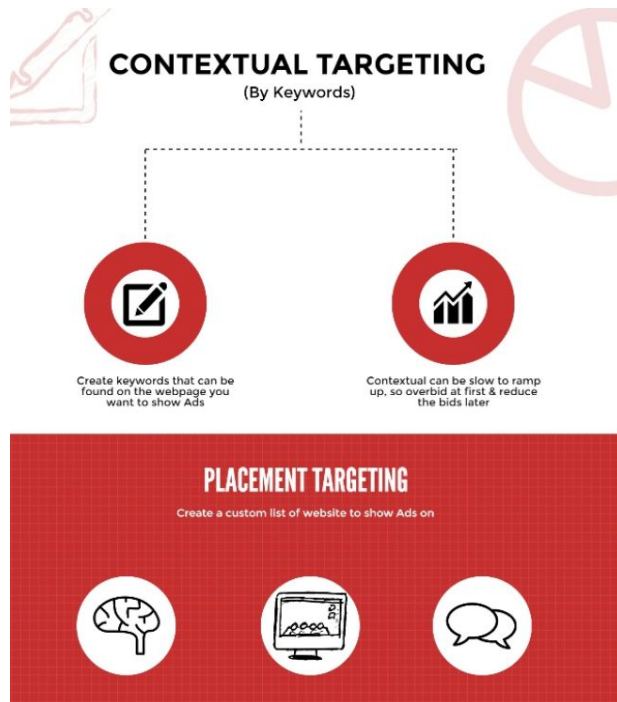 CONTEXTUAL TARGETING
(By Keywords)
Create keywords that can be
found on the webpage you
want to show Ads
Contextual can be slow to ramp
up, so overbid at first & reduce
the bids later
PLACEMENT TARGETING
Create a custom list of website to show Ads on